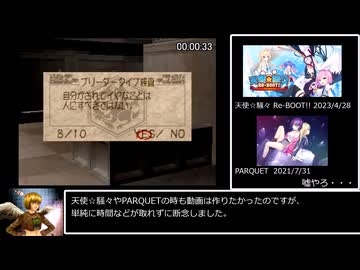 00:00:33
ブリーダータイプ検査
自分がされてイヤなことは
人にすべきではない。
8/10 YES/ NO
天使☆騒々
Re-BOOT!
天使☆騒々 Re-BOOT!! 2023/4/28
PARQUET 2021/7/31
嘘やろ・・・
天使☆騒々やPARQUETの時も動画は作りたかったのですが、
単純に時間などが取れずに断念しました。